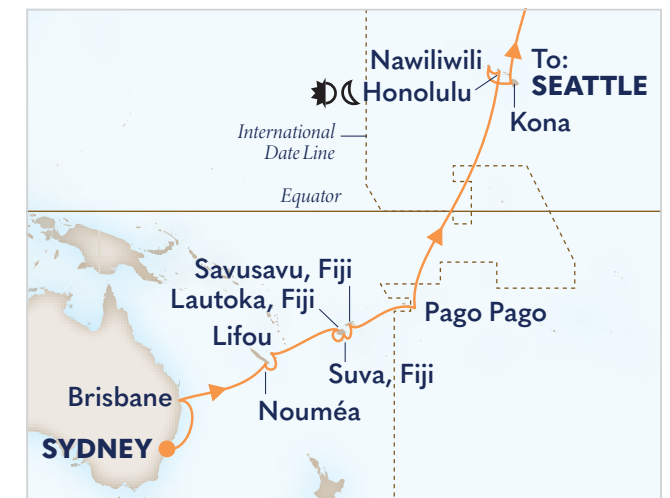 Nawiliwili
To:
SEATTLE
Honolulu
Kona
International
Date Line
Equator
Savusavu, Fiji
Lautoka, Fiji
Lifou
Pago Pago
Suva, Fiji
Brisbane
Nouméa
SYDNEY